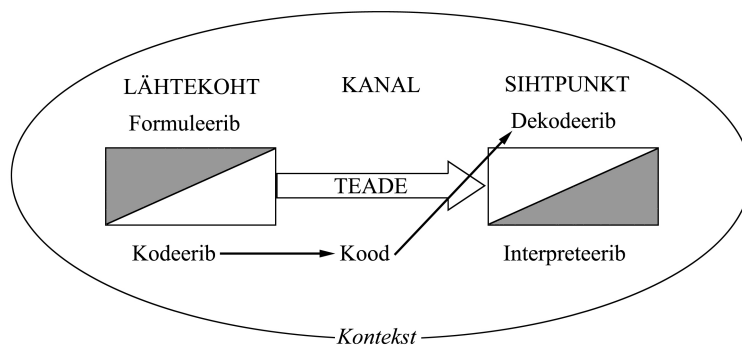 LÄHTEKOHT KANAL SIHTPUNKT
Formuleerib Dekodeerib
TEADE
Kodeerib Kood Interpreteerib
Kontekst